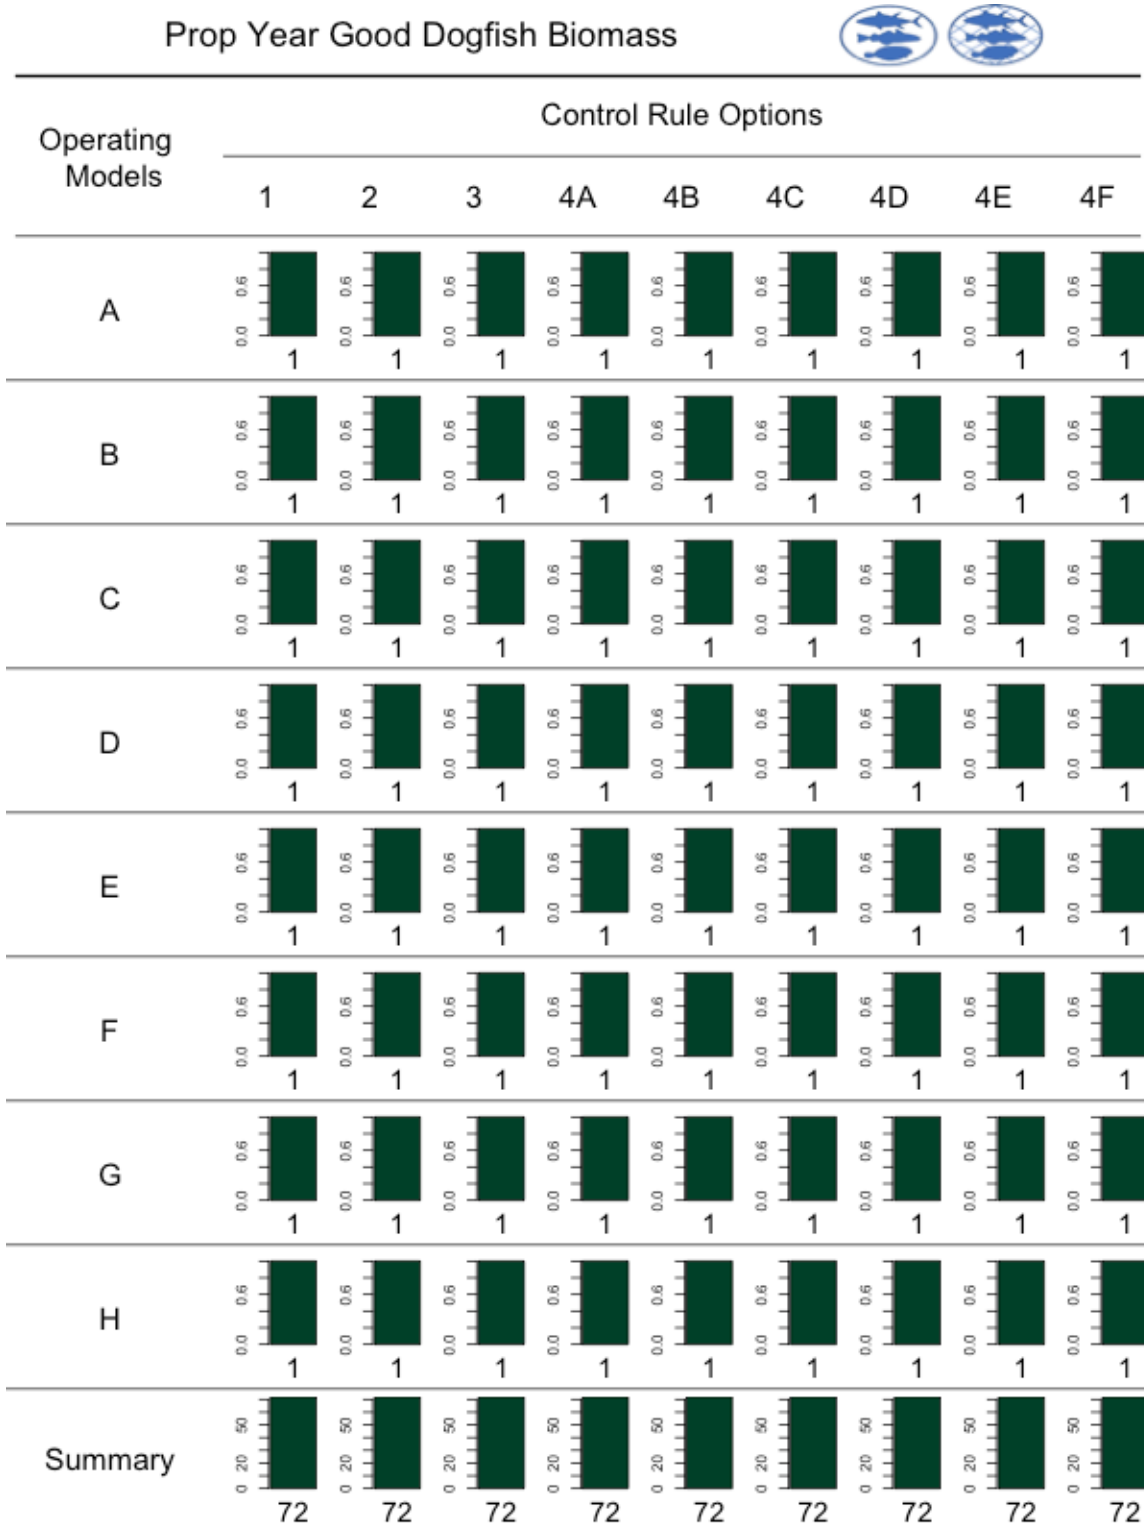 Prop Year Good Dogfish Biomass
Control Rule Options
Operating
Models
1 2 3 4A 4B 4C 4D 4E 4F
0.6 0.6 0.6 0.6 0.6 0.6 0.6 0.6 0.6
A
0.0 0.0 0.0 0.0 0.0 0.0 0.0 0.0 0.0
1 1 1 1 1 1 1 1 1
0.6 0.6 0.6 0.6 0.6 0.6 0.6 0.6 0.6
B
0.0 0.0 0.0 0.0 0.0 0.0 0.0 0.0 0.0
1 1 1 1 1 1 1 1 1
0.6 0.6 0.6 0.6 0.6 0.6 0.6 0.6 0.6
C
0.0 0.0 0.0 0.0 0.0 0.0 0.0 0.0 0.0
1 1 1 1 1 1 1 1 1
0.6 0.6 0.6 0.6 0.6 0.6 0.6 0.6 0.6
D
0.0 0.0 0.0 0.0 0.0 0.0 0.0 0.0 0.0
1 1 1 1 1 1 1 1 1
0.6 0.6 0.6 0.6 0.6 0.6 0.6 0.6 0.6
E
0.0 0.0 0.0 0.0 0.0 0.0 0.0 0.0 0.0
1 1 1 1 1 1 1 1 1
0.6 0.6 0.6 0.6 0.6 0.6 0.6 0.6 0.6
F
0.0 0.0 0.0 0.0 0.0 0.0 0.0 0.0 0.0
1 1 1 1 1 1 1 1 1
0.6 0.6 0.6 0.6 0.6 0.6 0.6 0.6 0.6
G
0.0 0.0 0.0 0.0 0.0 0.0 0.0 0.0 0.0
1 1 1 1 1 1 1 1 1
0.6 0.6 0.6 0.6 0.6 0.6 0.6 0.6 0.6
H
0.0 0.0 0.0 0.0 0.0 0.0 0.0 0.0 0.0
1 1 1 1 1 1 1 1 1
50 50 50 50 50 50 50 50 50
Summary
20 20 20 20 20 20 20 20 20
0 0 0 0 0 0 0 0 0
72 72 72 72 72 72 72 72 72